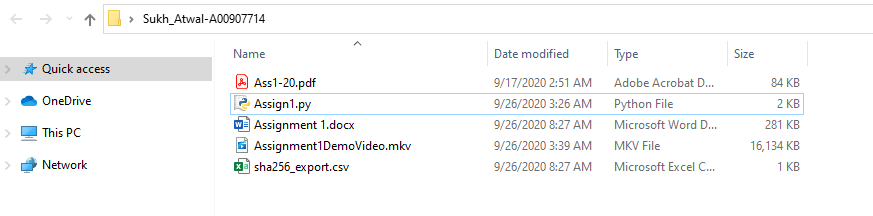 Sukh_Atwal-A00907714
Quick access
OneDrive
This PC
Network
Name Date modified Type Size
Ass1-20.pdf 9/17/2020 2:51 AM Adobe Acrobat D... 84 KB
Assign1.py 9/26/2020 3:26 AM Python File 2 KB
Assignment 1.docx 9/26/2020 8:27 AM Microsoft Word D... 281 KB
Assignment1DemoVideo.mkv 9/26/2020 3:39 AM MKV File 16,134 KB
sha256_export.csv 9/26/2020 8:27 AM Microsoft Excel C... 1 KB